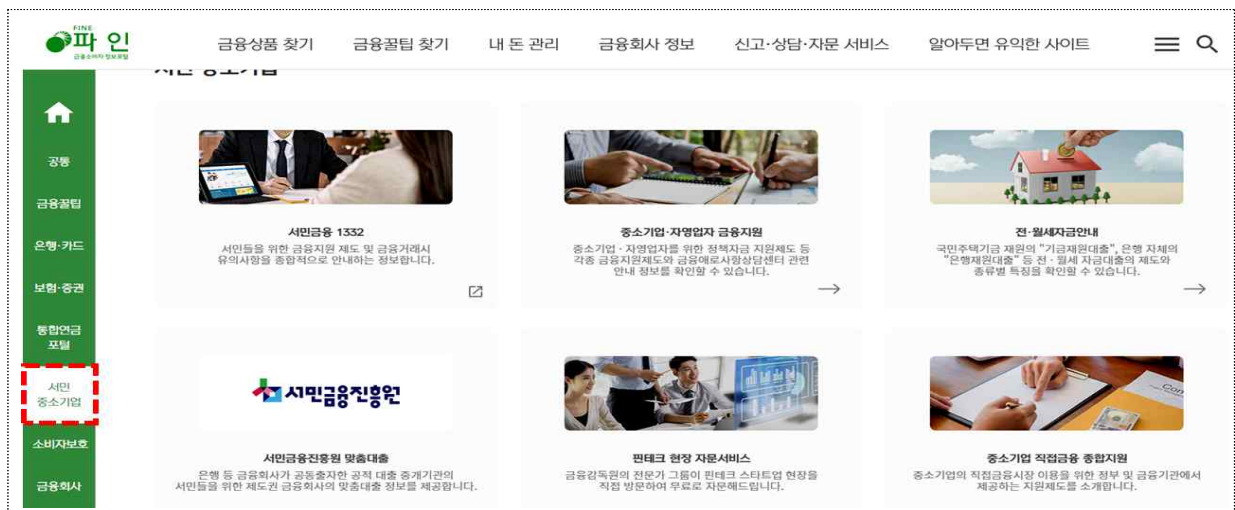 FINE
파인
금융소비자 정보포털
금융상품 찾기
금융꿀팁 찾기
내 돈 관리
금융회사 정보
신고·상담·자문 서비스
알아두면 유익한 사이트
공통
금융꿀팁
은행·카드
보험·증권
통합연금
포털
서민
중소기업
소비자보호
금융회사
서민금융 1332
서민들을 위한 금융지원 제도 및 금융거래시
유의사항을 종합적으로 안내하는 정보합니다.
중소기업·자영업자 금융지원
중소기업·자영업자를 위한 정책자금 지원제도 등
각종 금융지원제도와 금융애로사항상담센터 관련
안내 정보를 확인할 수 있습니다.
전·월세자금안내
국민주택기금 재원의 "기금재원대출", 은행 자체의
"은행재원대출" 등 전·월세 자금대출의 제도와
종류별 특징을 확인할 수 있습니다.
서민금융진흥원
서민금융진흥원 맞춤대출
은행 등 금융회사가 공동출자한 공적 대출 중개기관의
서민들을 위한 제도권 금융회사의 맞춤대출 정보를 제공합니다.
핀테크 현장 자문서비스
금융감독원의 전문가 그룹이 핀테크 스타트업 현장을
직접 방문하여 무료로 자문해드립니다.
중소기업 직접금융 종합지원
중소기업의 직접금융시장 이용을 위한 정부 및 금융기관에서
제공하는 지원제도를 소개합니다.